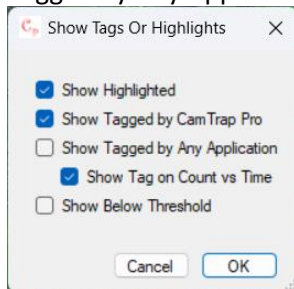 Show Tags Or Highlights
Show Highlighted
Show Tagged by CamTrap Pro
Show Tagged by Any Application
Show Tag on Count vs Time
Show Below Threshold
Cancel OK